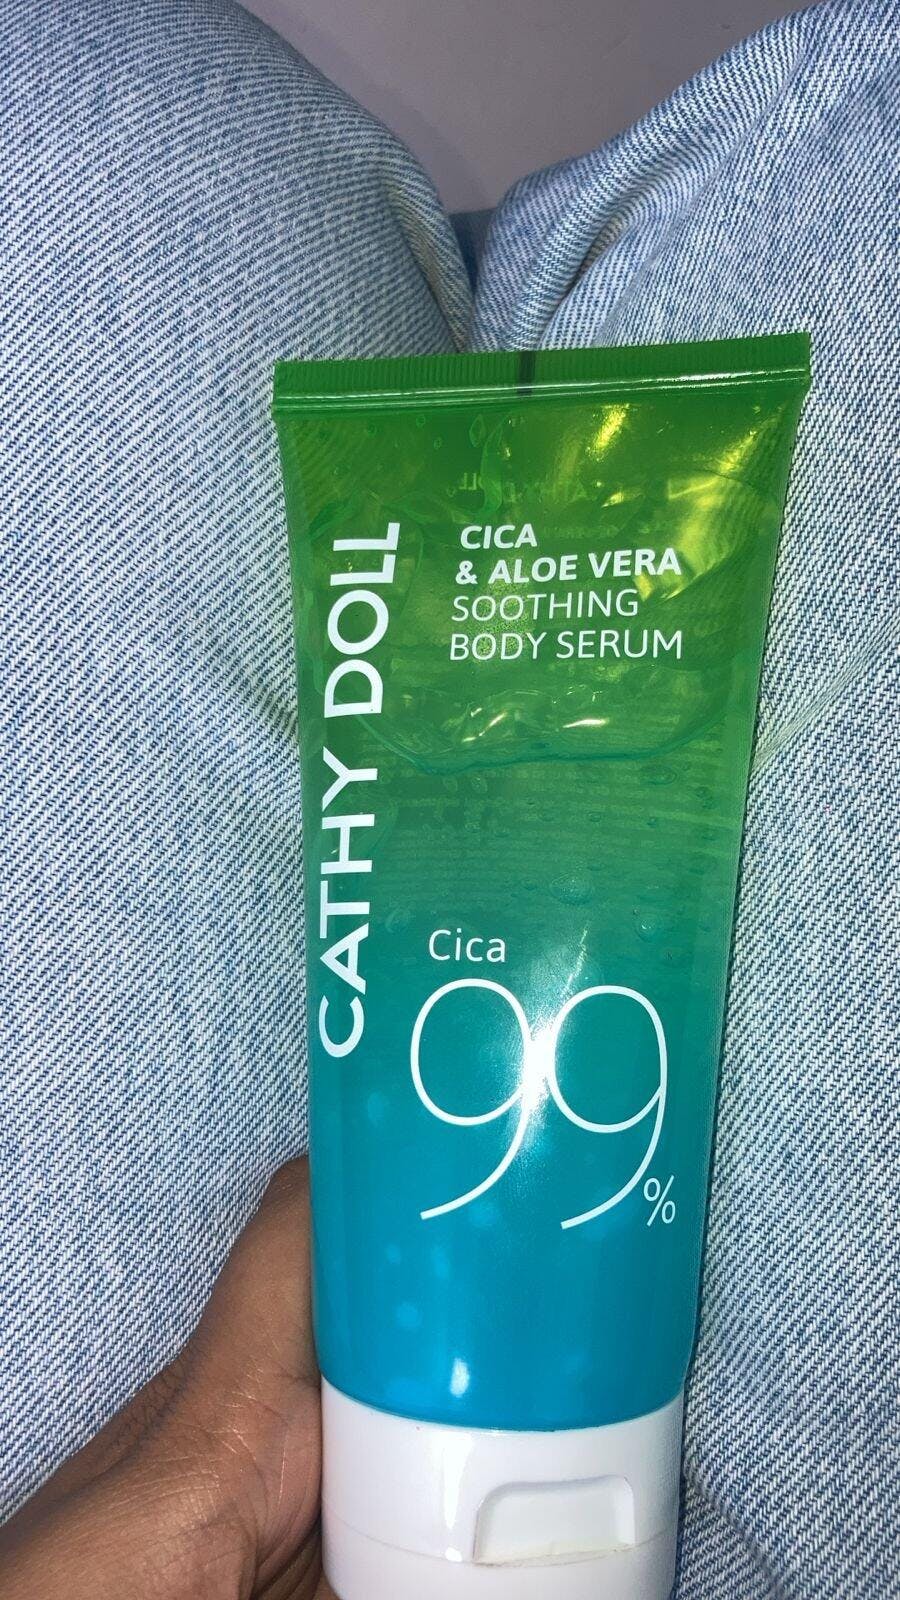 CATHY DOLL
CICA
& ALOE VERA
SOOTHING
BODY SERUM
Cica
99%